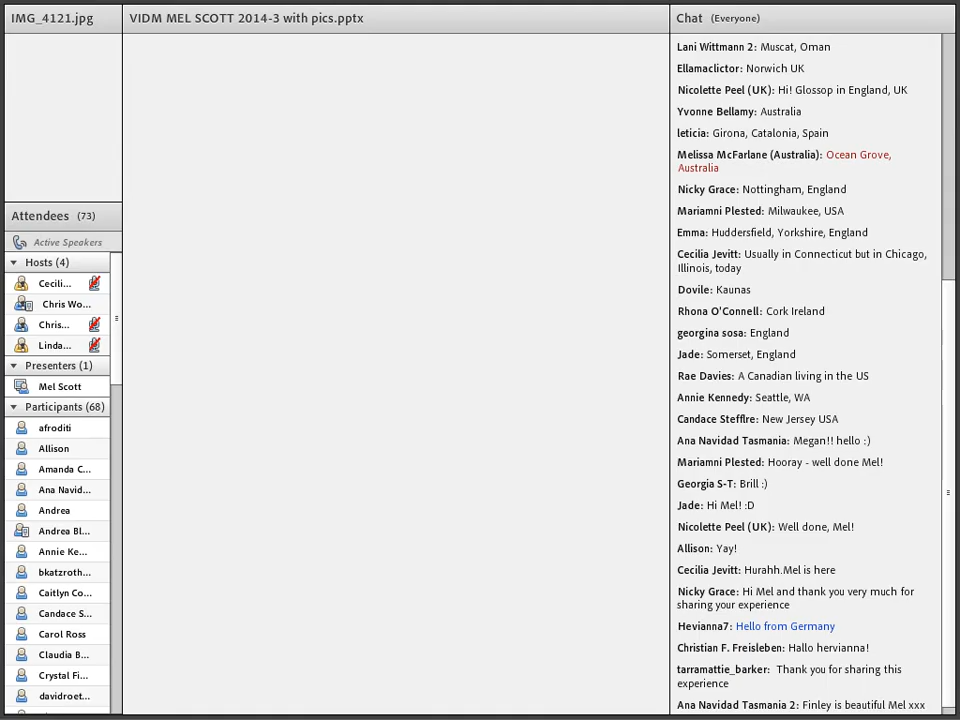 IMG_4121.jpg
VIDM MEL SCOTT 2014-3 with pics.pptx
Chat (Everyone)
Attendees (73)
Active Speakers
Hosts (4)
Cecili...
Chris Wo...
Chris...
Linda...
Presenters (1)
Mel Scott
Participants (68)
afroditi
Allison
Amanda C...
Ana Navid...
Andrea
Andrea Bl...
Annie Ke...
bkatzroth...
Caitlyn Co...
Candace S...
Carol Ross
Claudia B...
Crystal Fi...
davidroet...
Lani Wittmann 2: Muscat, Oman
Ellamaclictor: Norwich UK
Nicolette Peel (UK): Hi! Glossop in England, UK
Yvonne Bellamy: Australia
leticia: Girona, Catalonia, Spain
Melissa McFarlane (Australia): Ocean Grove,
Australia
Nicky Grace: Nottingham, England
Mariamni Plested: Milwaukee, USA
Emma: Huddersfield, Yorkshire, England
Cecilia Jevitt: Usually in Connecticut but in Chicago,
Illinois, today
Dovile: Kaunas
Rhona O'Connell: Cork Ireland
georgina sosa: England
Jade: Somerset, England
Rae Davies: A Canadian living in the US
Annie Kennedy: Seattle, WA
Candace Steffire: New Jersey USA
Ana Navidad Tasmania: Megan!! hello :)
Mariamni Plested: Hooray - well done Mel!
Georgia S-T: Brill :)
Jade: Hi Mel! :D
Nicolette Peel (UK): Well done, Mel!
Allison: Yay!
Cecilia Jevitt: Hurahh.Mel is here
Nicky Grace: Hi Mel and thank you very much for
sharing your experience
Hevianna7: Hello from Germany
Christian F. Freisleben: Hallo hervianna!
tarramattie_barker: Thank you for sharing this
experience
Ana Navidad Tasmania 2: Finley is beautiful Mel xxx